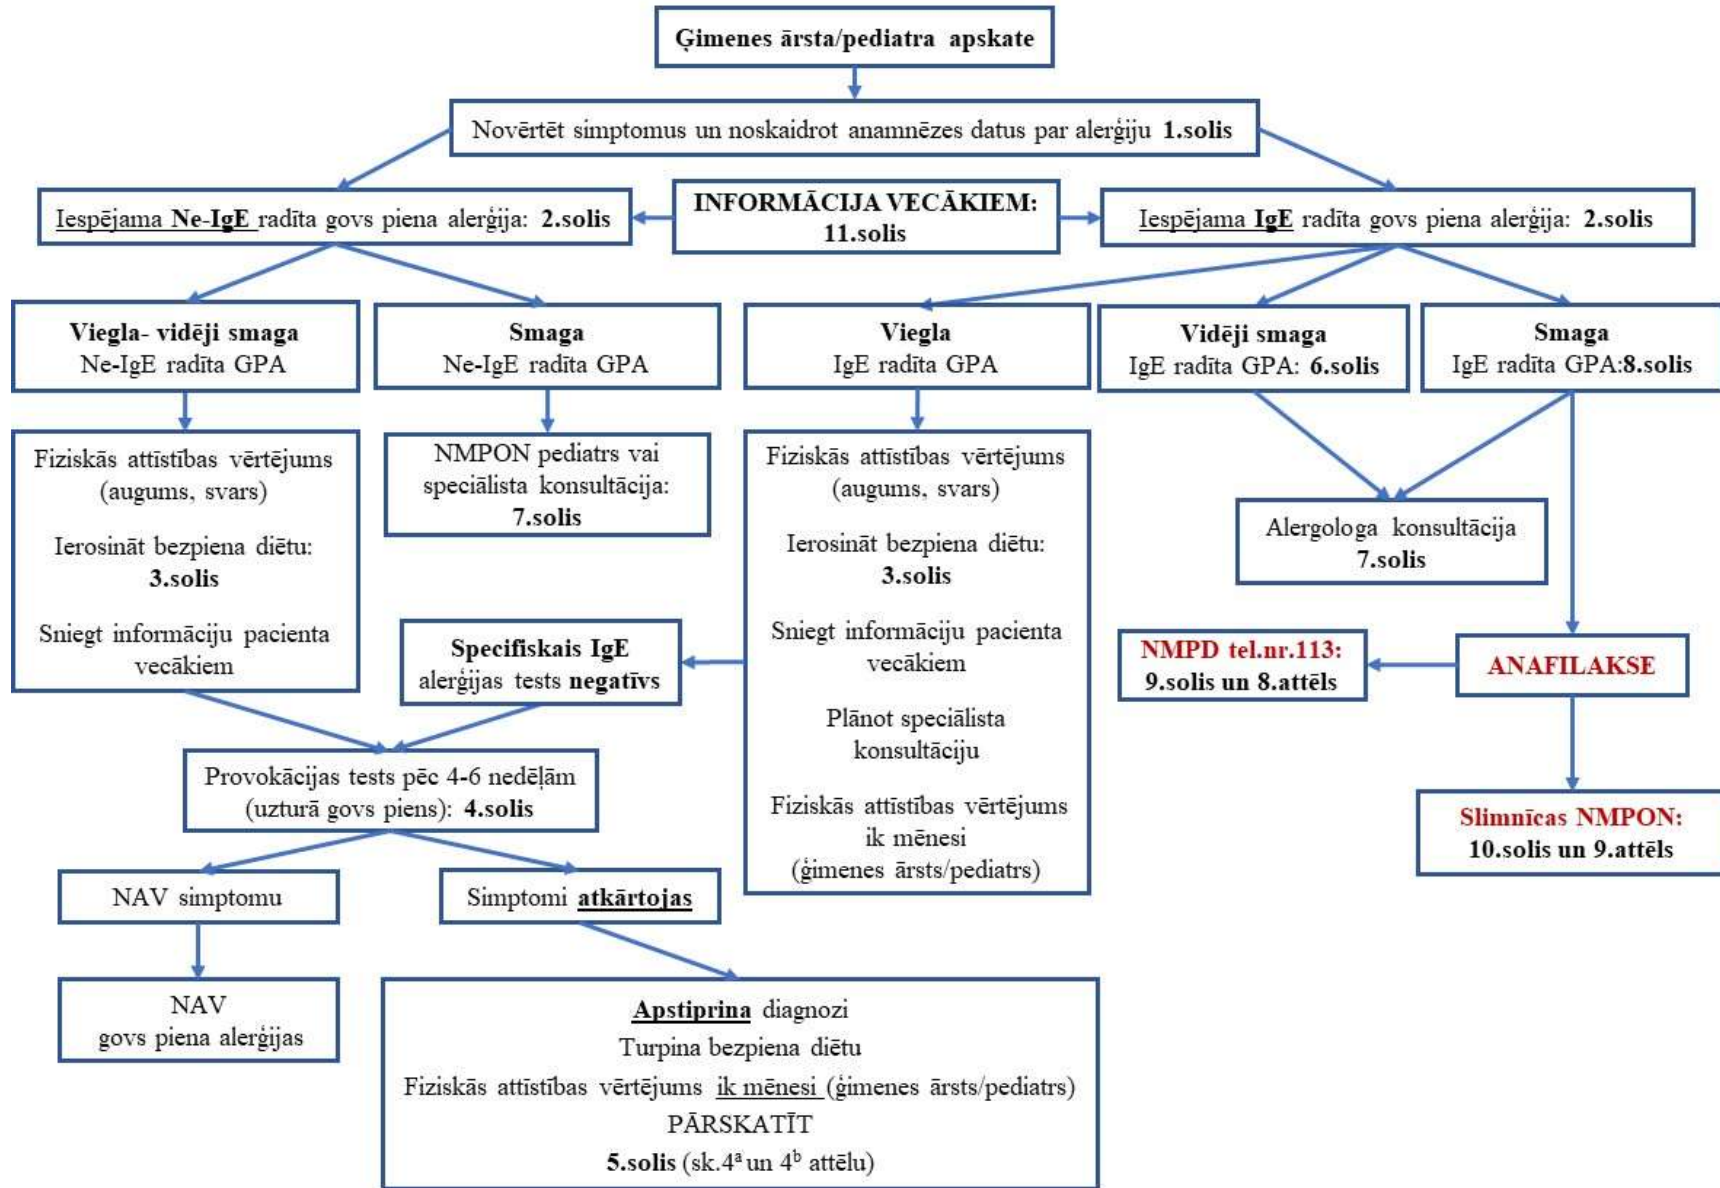 Ģimenes ārsta/pediatra apskate
Novērtēt simptomus un noskaidrot anamnēzes datus par alerģiju 1.solis
Iespējama Ne-IgE radīta govs piena alerģija: 2.solis
INFORMĀCIJA VECĀKIEM:
11.solis
Iespējama IgE radīta govs piena alerģija: 2.solis
Viegla- vidēji smaga
Ne-IgE radīta GPA
Smaga
Ne-IgE radīta GPA
Viegla
IgE radīta GPA
Vidēji smaga
IgE radīta GPA: 6.solis
Smaga
IgE radīta GPA:8.solis
Fiziskās attīstības vērtējums
(augums, svars)
Ierosināt bezpiena diētu:
3.solis
Sniegt informāciju pacienta
vecākiem
NMPON pediatrs vai
speciālista konsultācija:
7.solis
Fiziskās attīstības vērtējums
(augums, svars)
Ierosināt bezpiena diētu:
3.solis
Sniegt informāciju pacienta
vecākiem
Plānot speciālista
konsultāciju
Fiziskās attīstības vērtējums
ik mēnesi
(ģimenes ārsts/pediatrs)
Alergologa konsultācija
7.solis
Specifiskais IgE
alerģijas tests negatīvs
NMPD tel.nr.113:
9.solis un 8.attēls
ANAFILAKSE
Provokācijas tests pēc 4-6 nedēļām
(uzturā govs piens): 4.solis
Slimnīcas NMPON:
10.solis un 9.attēls
NAV simptomu
Simptomi atkārtojas
NAV
govs piena alerģijas
Apstiprina diagnozi
Turpina bezpiena diētu
Fiziskās attīstības vērtējums ik mēnesi (ģimenes ārsts/pediatrs)
PĀRSKATĪT
5.solis (sk.4ᵃ un 4ᵇ attēlu)